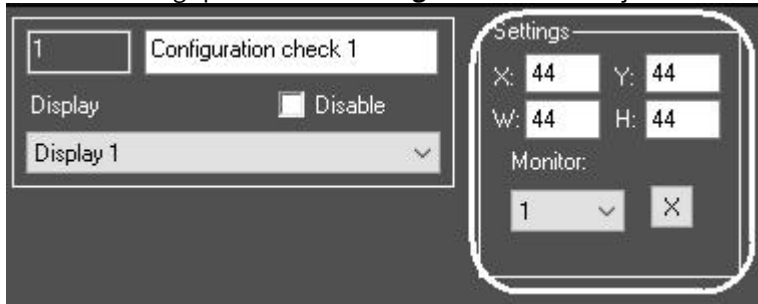 1 Configuration check 1
Display Disable
Display 1
Settings
X: 44 Y: 44
W: 44 H: 44
Monitor:
1 X